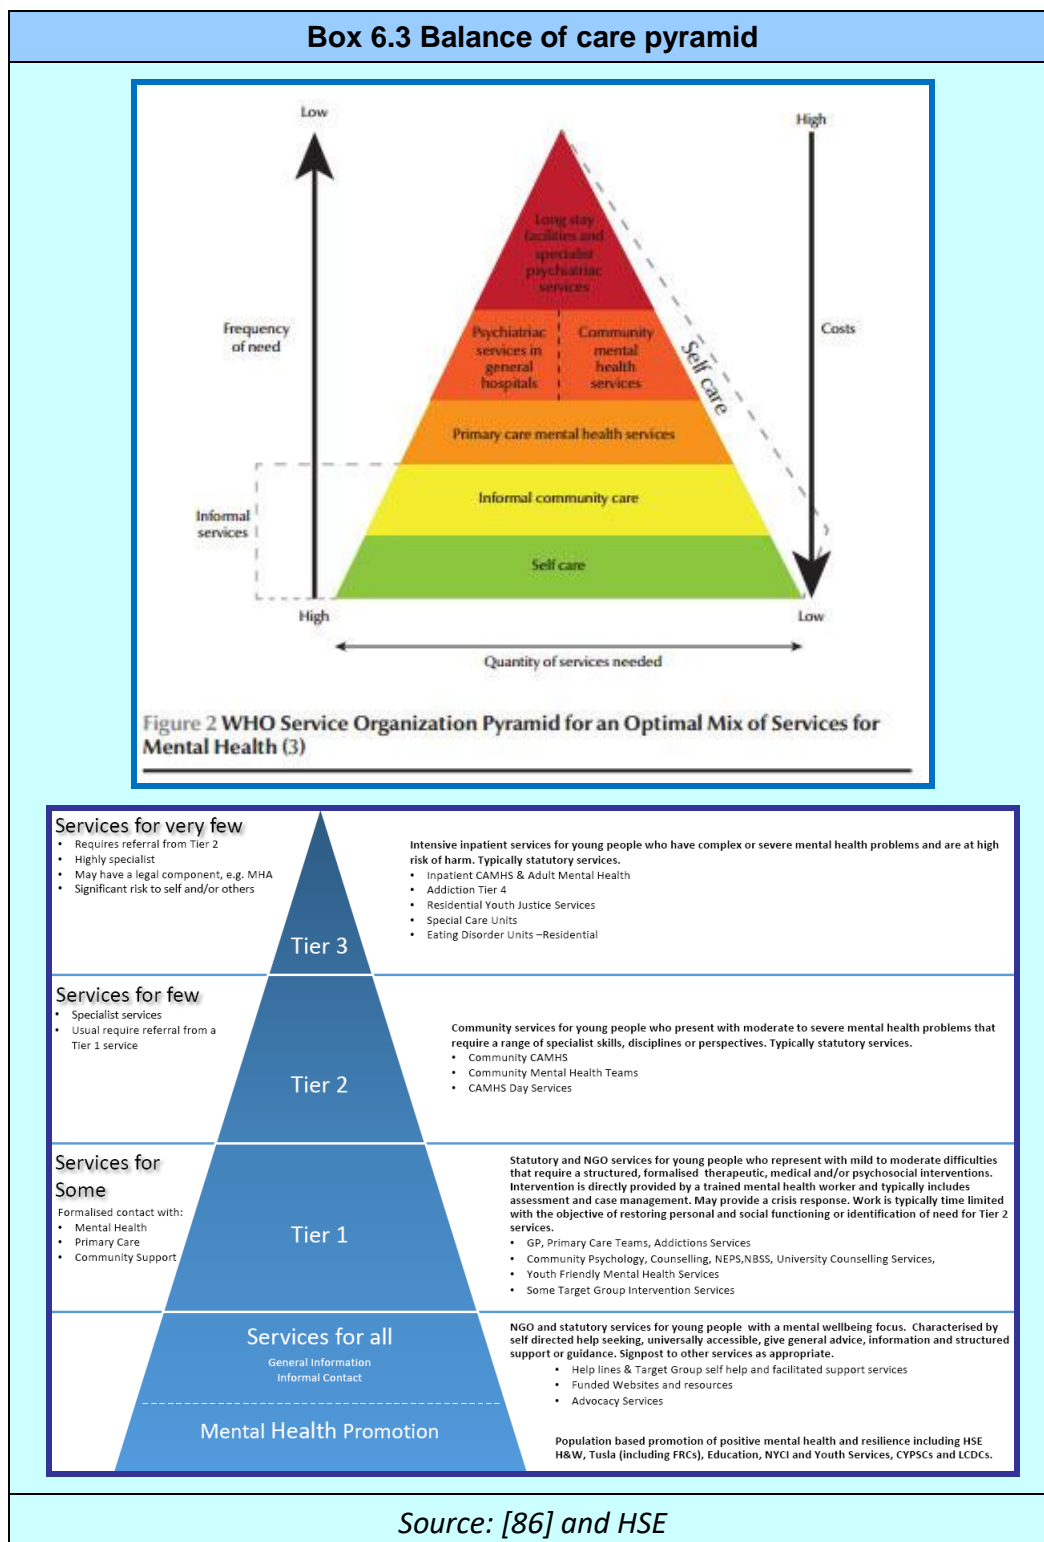 Box 6.3 Balance of care pyramid
Low
High
Long stay
facilities and
specialist
psychiatriac
services
Frequency
of need
Psychiatriac
services in
general
hospitals
Community
mental
health
services
Self care
Costs
Primary care mental health services
Informal
services
Informal community care
Self care
High
Low
Quantity of services needed
Figure 2 WHO Service Organization Pyramid for an Optimal Mix of Services for
Mental Health (3)
Services for very few
• Requires referral from Tier 2
• Highly specialist
• May have a legal component, e.g. MHA
• Significant risk to self and/or others
Tier 3
Intensive inpatient services for young people who have complex or severe mental health problems and are at high
risk of harm. Typically statutory services.
• Inpatient CAMHS & Adult Mental Health
• Addiction Tier 4
• Residential Youth Justice Services
• Special Care Units
• Eating Disorder Units –Residential
Services for few
• Specialist services
• Usual require referral from a
Tier 1 service
Tier 2
Community services for young people who present with moderate to severe mental health problems that
require a range of specialist skills, disciplines or perspectives. Typically statutory services.
• Community CAMHS
• Community Mental Health Teams
• CAMHS Day Services
Services for
Some
Formalised contact with:
• Mental Health
• Primary Care
• Community Support
Tier 1
Statutory and NGO services for young people who represent with mild to moderate difficulties
that require a structured, formalised therapeutic, medical and/or psychosocial interventions.
Intervention is directly provided by a trained mental health worker and typically includes
assessment and case management. May provide a crisis response. Work is typically time limited
with the objective of restoring personal and social functioning or identification of need for Tier 2
services.
• GP, Primary Care Teams, Addictions Services
• Community Psychology, Counselling, NEPS,NBSS, University Counselling Services,
• Youth Friendly Mental Health Services
• Some Target Group Intervention Services
Services for all
General Information
Informal Contact
NGO and statutory services for young people with a mental wellbeing focus. Characterised by
self directed help seeking, universally accessible, give general advice, information and structured
support or guidance. Signpost to other services as appropriate.
• Help lines & Target Group self help and facilitated support services
• Funded Websites and resources
• Advocacy Services
Mental Health Promotion
Population based promotion of positive mental health and resilience including HSE
H&W, Tusla (including FRCs), Education, NYCI and Youth Services, CYPSCs and LCDCs.
Source: [86] and HSE